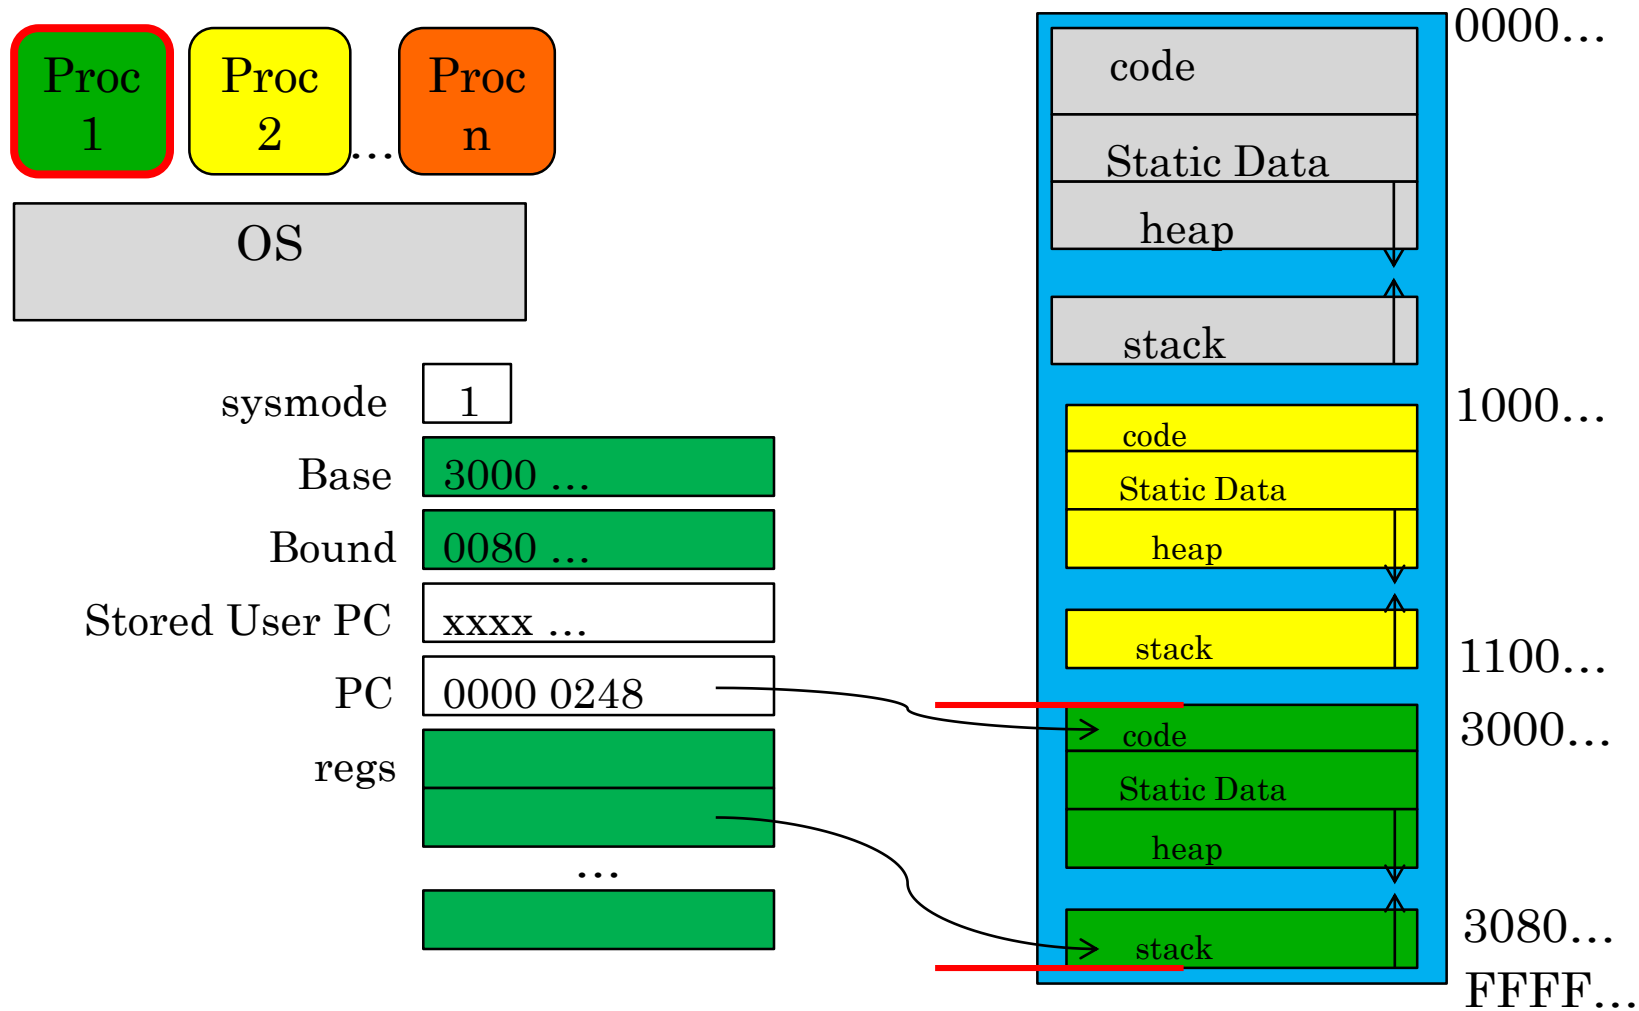 Proc
1
Proc
2
...
Proc
n
OS
sysmode 1
Base 3000 ...
Bound 0080 ...
Stored User PC xxxx ...
PC 0000 0248
regs
...
code
Static Data
heap
stack
code
Static Data
heap
stack
code
Static Data
heap
stack
0000...
1000...
1100...
3000...
3080...
FFFF...